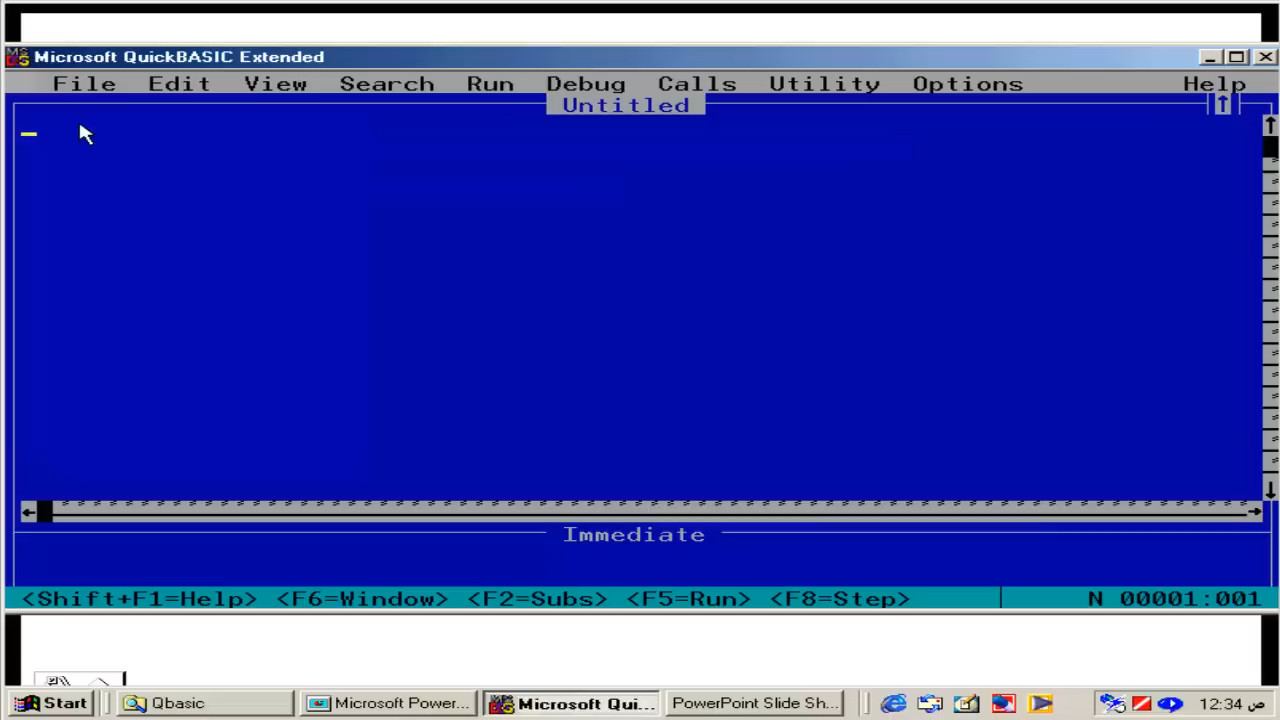 Microsoft QuickBASIC Extended
File Edit View Search Run Debug Calls Utility Options Help
Untitled
Immediate
<Shift+F1=Help> <F6=Window> <F2=Subs> <F5=Run> <F8=Step> N 00001:001
Start Qbasic Microsoft Power... Microsoft Qui... PowerPoint Slide Sh... 12:34 ص